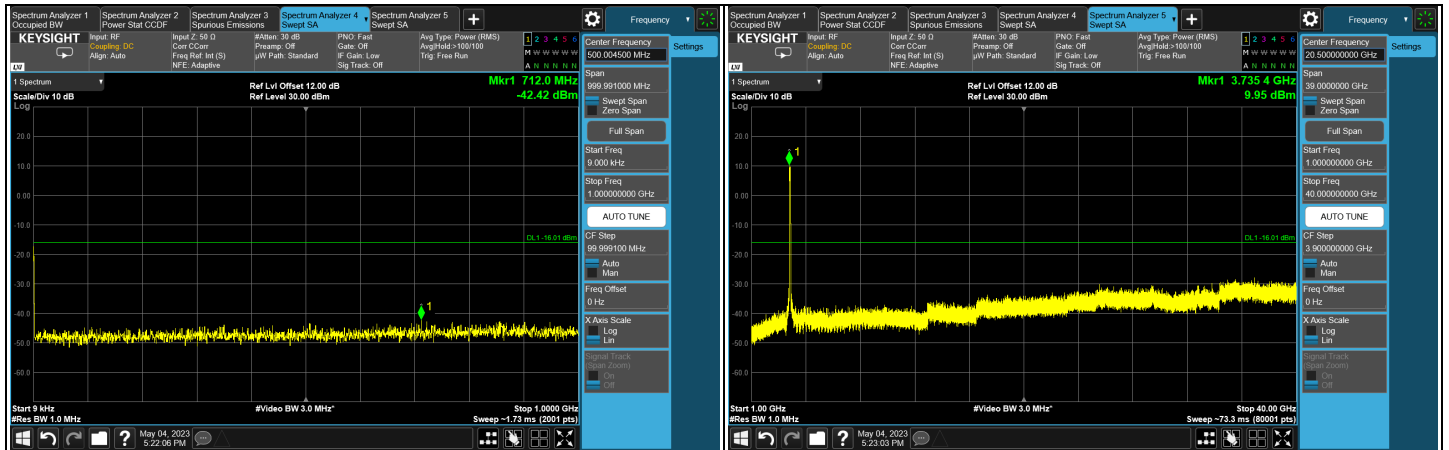 Spectrum Analyzer 1
Occupied BW
Spectrum Analyzer 2
Power Stat CCDF
Spectrum Analyzer 3
Spurious Emissions
Spectrum Analyzer 4
Swept SA
Spectrum Analyzer 5
Swept SA
+
Frequency
KEYSIGHT
LXI
Input: RF
Coupling: DC
Align: Auto
Input Z: 50 Ω
Corr CCorr
Freq Ref: Int (S)
NFE: Adaptive
#Atten: 30 dB
Preamp: Off
µW Path: Standard
PNO: Fast
Gate: Off
IF Gain: Low
Sig Track: Off
Avg Type: Power (RMS)
Avg|Hold:>100/100
Trig: Free Run
1 2 3 4 5 6
M W W W W W
A N N N N N
Center Frequency
500.004500 MHz
Settings
Span
999.991000 MHz
Swept Span
Zero Span
Full Span
Start Freq
9.000 kHz
Stop Freq
1.000000000 GHz
AUTO TUNE
CF Step
99.999100 MHz
Auto
Man
Freq Offset
0 Hz
X Axis Scale
Log
Lin
Signal Track
(Span Zoom)
On
Off
1 Spectrum
Scale/Div 10 dB
Log
Ref Lvl Offset 12.00 dB
Ref Level 30.00 dBm
Mkr1 712.0 MHz
-42.42 dBm
20.0
10.0
0.00
-10.0
-20.0
-30.0
-40.0
-50.0
-60.0
DL1 -16.01 dBm
1
Start 9 kHz
#Res BW 1.0 MHz
#Video BW 3.0 MHz*
Stop 1.0000 GHz
Sweep ~1.73 ms (2001 pts)
?
May 04, 2023
5:22:06 PM
Spectrum Analyzer 1
Occupied BW
Spectrum Analyzer 2
Power Stat CCDF
Spectrum Analyzer 3
Spurious Emissions
Spectrum Analyzer 4
Swept SA
Spectrum Analyzer 5
Swept SA
+
Frequency
KEYSIGHT
LXI
Input: RF
Coupling: DC
Align: Auto
Input Z: 50 Ω
Corr CCorr
Freq Ref: Int (S)
NFE: Adaptive
#Atten: 30 dB
Preamp: Off
µW Path: Standard
PNO: Fast
Gate: Off
IF Gain: Low
Sig Track: Off
Avg Type: Power (RMS)
Avg|Hold:>100/100
Trig: Free Run
1 2 3 4 5 6
M W W W W W
A N N N N N
Center Frequency
20.500000000 GHz
Settings
Span
39.0000000 GHz
Swept Span
Zero Span
Full Span
Start Freq
1.000000000 GHz
Stop Freq
40.000000000 GHz
AUTO TUNE
CF Step
3.900000000 GHz
Auto
Man
Freq Offset
0 Hz
X Axis Scale
Log
Lin
Signal Track
(Span Zoom)
On
Off
1 Spectrum
Scale/Div 10 dB
Log
Ref Lvl Offset 12.00 dB
Ref Level 30.00 dBm
Mkr1 3.735 4 GHz
9.95 dBm
20.0
10.0
0.00
-10.0
-20.0
-30.0
-40.0
-50.0
-60.0
DL1 -16.01 dBm
1
Start 1.00 GHz
#Res BW 1.0 MHz
#Video BW 3.0 MHz*
Stop 40.00 GHz
Sweep ~73.3 ms (80001 pts)
?
May 04, 2023
5:23:03 PM